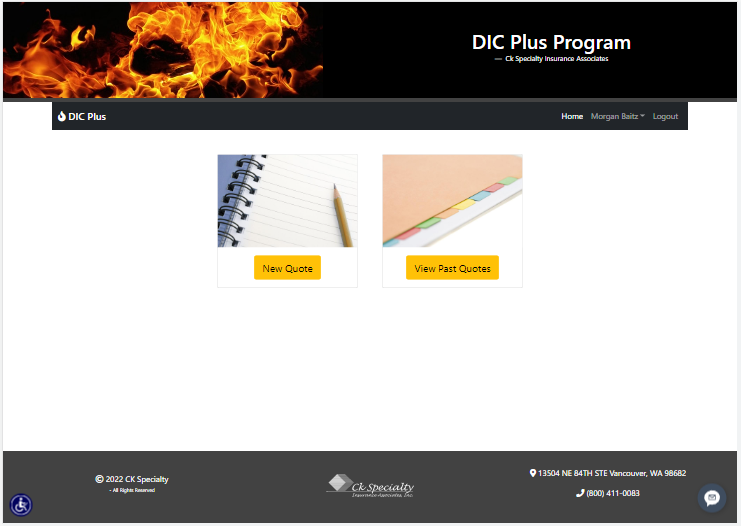 DIC Plus Program
— Ck Specialty Insurance Associates
DIC Plus
Home Morgan Baitz Logout
New Quote
View Past Quotes
© 2022 CK Specialty
- All Rights Reserved
Ck Specialty
Insurance Associates, Inc.
13504 NE 84TH STE Vancouver, WA 98682
(800) 411-0083